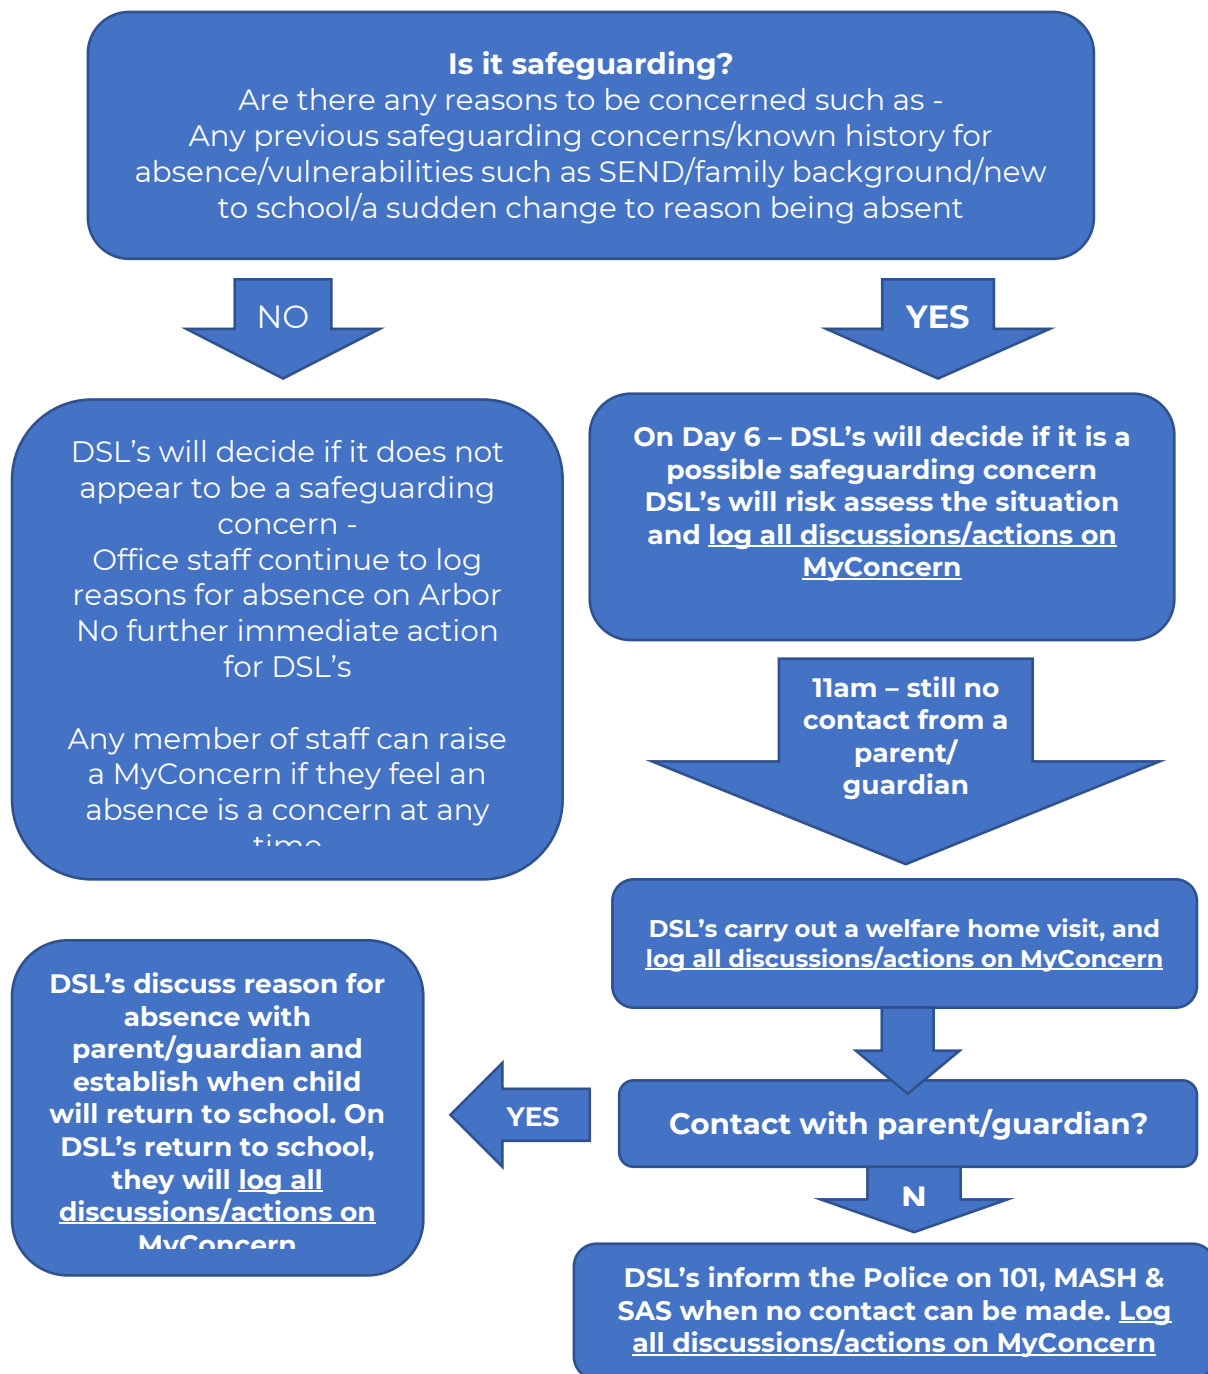 Is it safeguarding?
Are there any reasons to be concerned such as -
Any previous safeguarding concerns/known history for
absence/vulnerabilities such as SEND/family background/new
to school/a sudden change to reason being absent
NO
YES
DSL’s will decide if it does not
appear to be a safeguarding
concern -
Office staff continue to log
reasons for absence on Arbor
No further immediate action
for DSL’s
Any member of staff can raise
a MyConcern if they feel an
absence is a concern at any
time
On Day 6 – DSL’s will decide if it is a
possible safeguarding concern
DSL’s will risk assess the situation
and log all discussions/actions on
MyConcern
11am – still no
contact from a
parent/
guardian
DSL’s carry out a welfare home visit, and
log all discussions/actions on MyConcern
Contact with parent/guardian?
YES
DSL’s discuss reason for
absence with
parent/guardian and
establish when child
will return to school. On
DSL’s return to school,
they will log all
discussions/actions on
MyConcern
N
DSL’s inform the Police on 101, MASH &
SAS when no contact can be made. Log
all discussions/actions on MyConcern